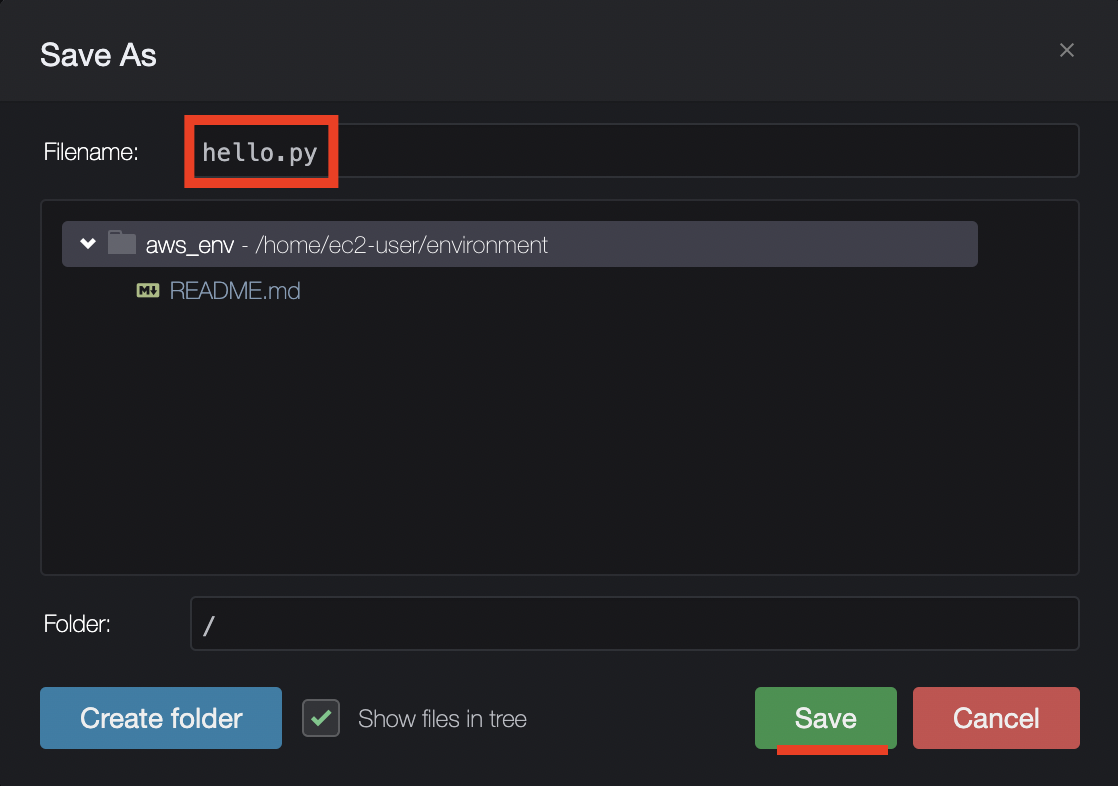 Save As
Filename: hello.py
aws_env - /home/ec2-user/environment
README.md
Folder: /
Create folder Show files in tree Save Cancel